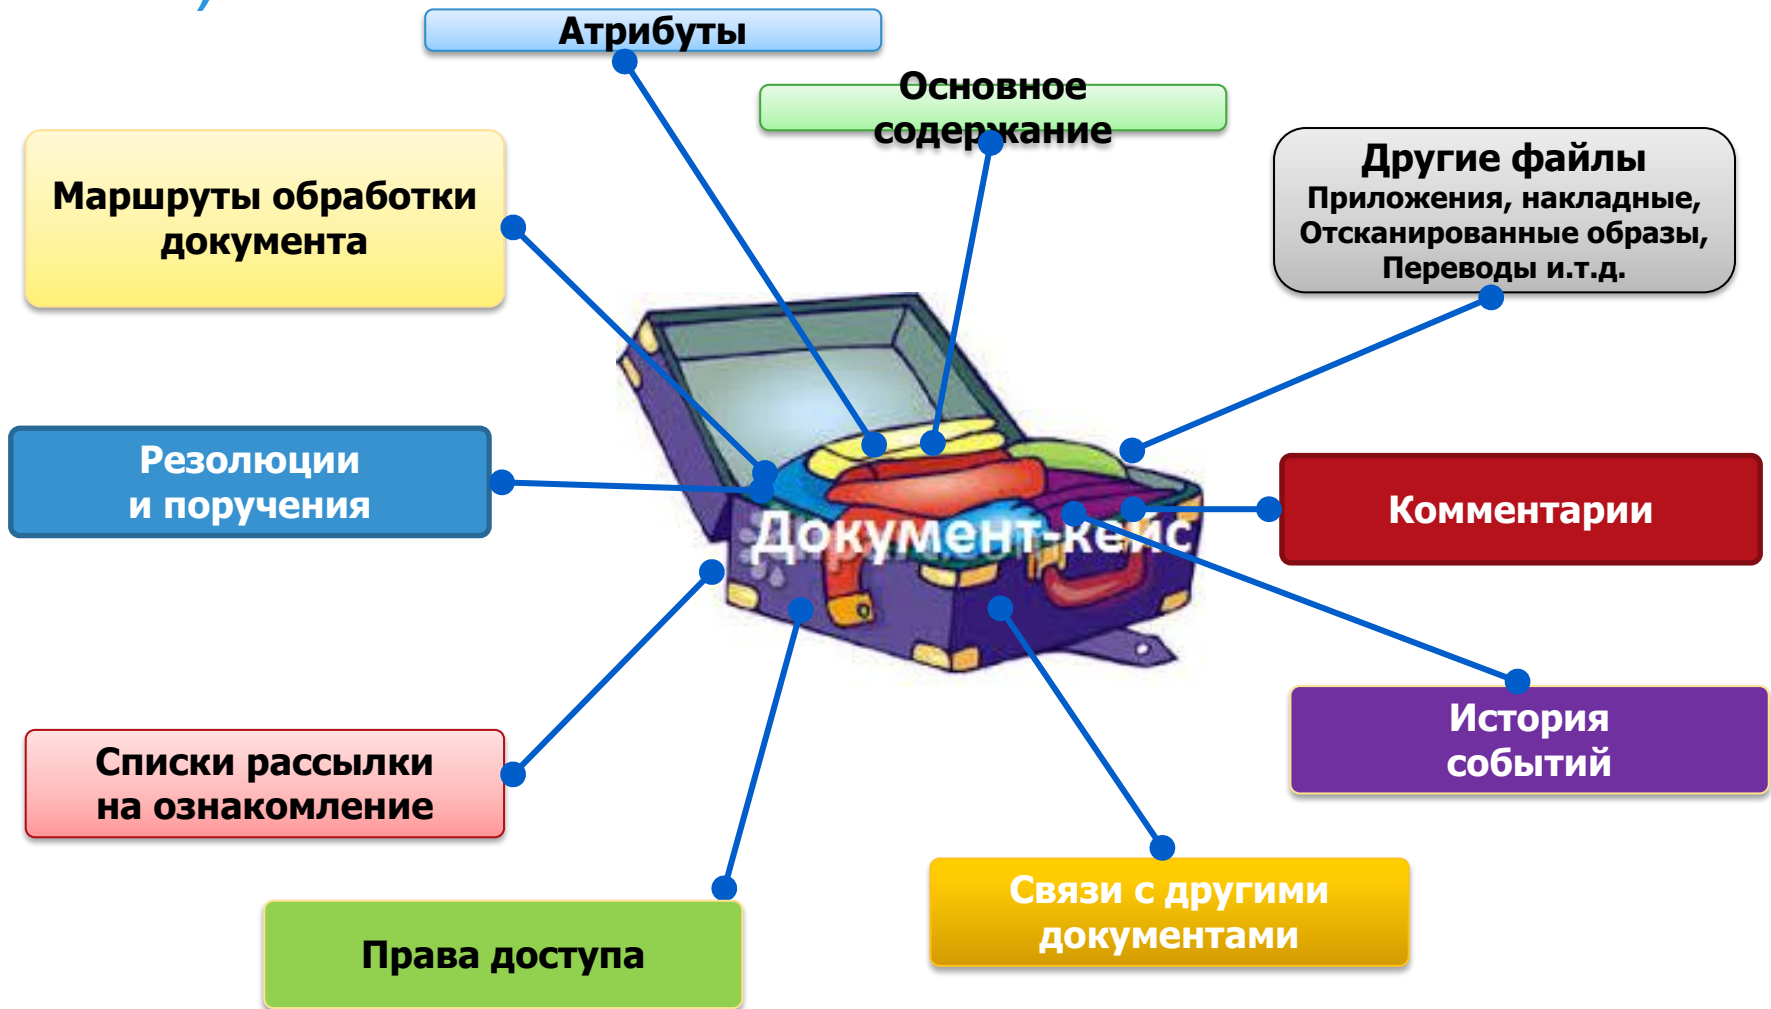 Атрибуты
Основное
содержание
Маршруты обработки
документа
Другие файлы
Приложения, накладные,
Отсканированные образы,
Переводы и.т.д.
Резолюции
и поручения
Документ-кейс
Комментарии
Списки рассылки
на ознакомление
История
событий
Права доступа
Связи с другими
документами